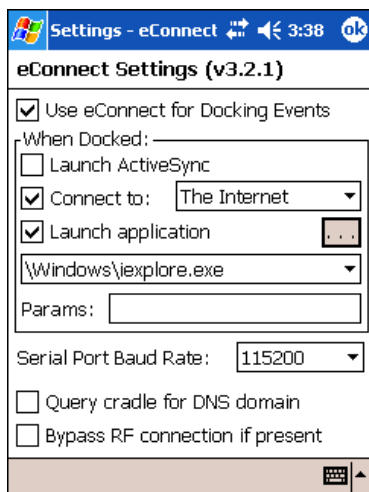 Settings - eConnect 3:38 ok
eConnect Settings (v3.2.1)
Use eConnect for Docking Events
When Docked:
Launch ActiveSync
Connect to: The Internet
Launch application ...
\Windows\iexplore.exe
Params:
Serial Port Baud Rate: 115200
Query cradle for DNS domain
Bypass RF connection if present